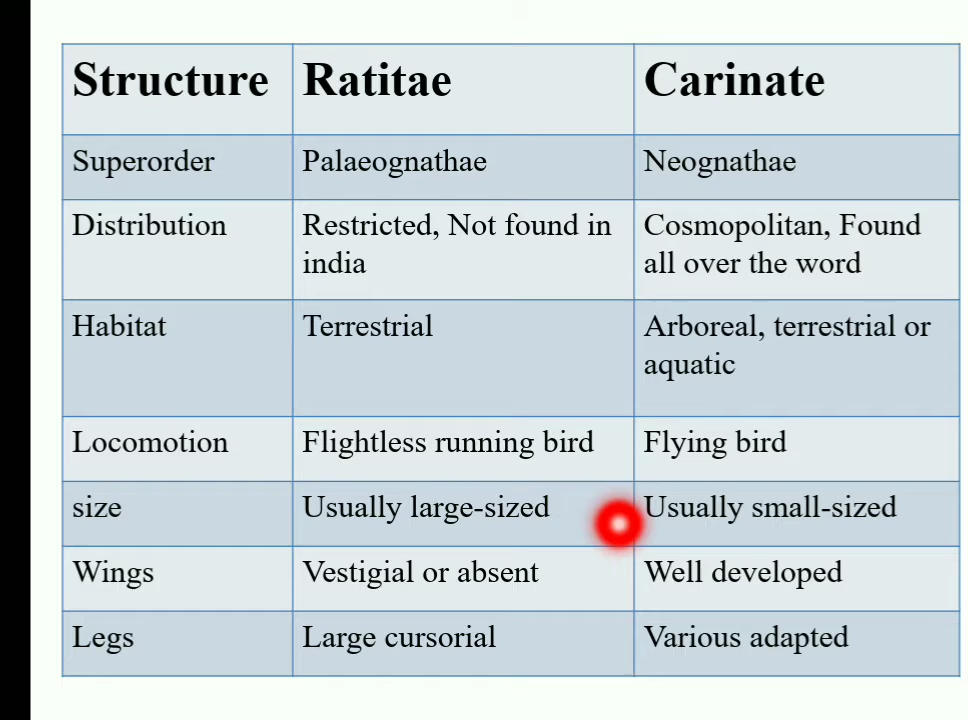 Structure Ratitae Carinate
Superorder Palaeognathae Neognathae
Distribution Restricted, Not found in Cosmopolitan, Found
india all over the word
Habitat Terrestrial Arboreal, terrestrial or
aquatic
Locomotion Flightless running bird Flying bird
size Usually large-sized Usually small-sized
Wings Vestigial or absent Well developed
Legs Large cursorial Various adapted